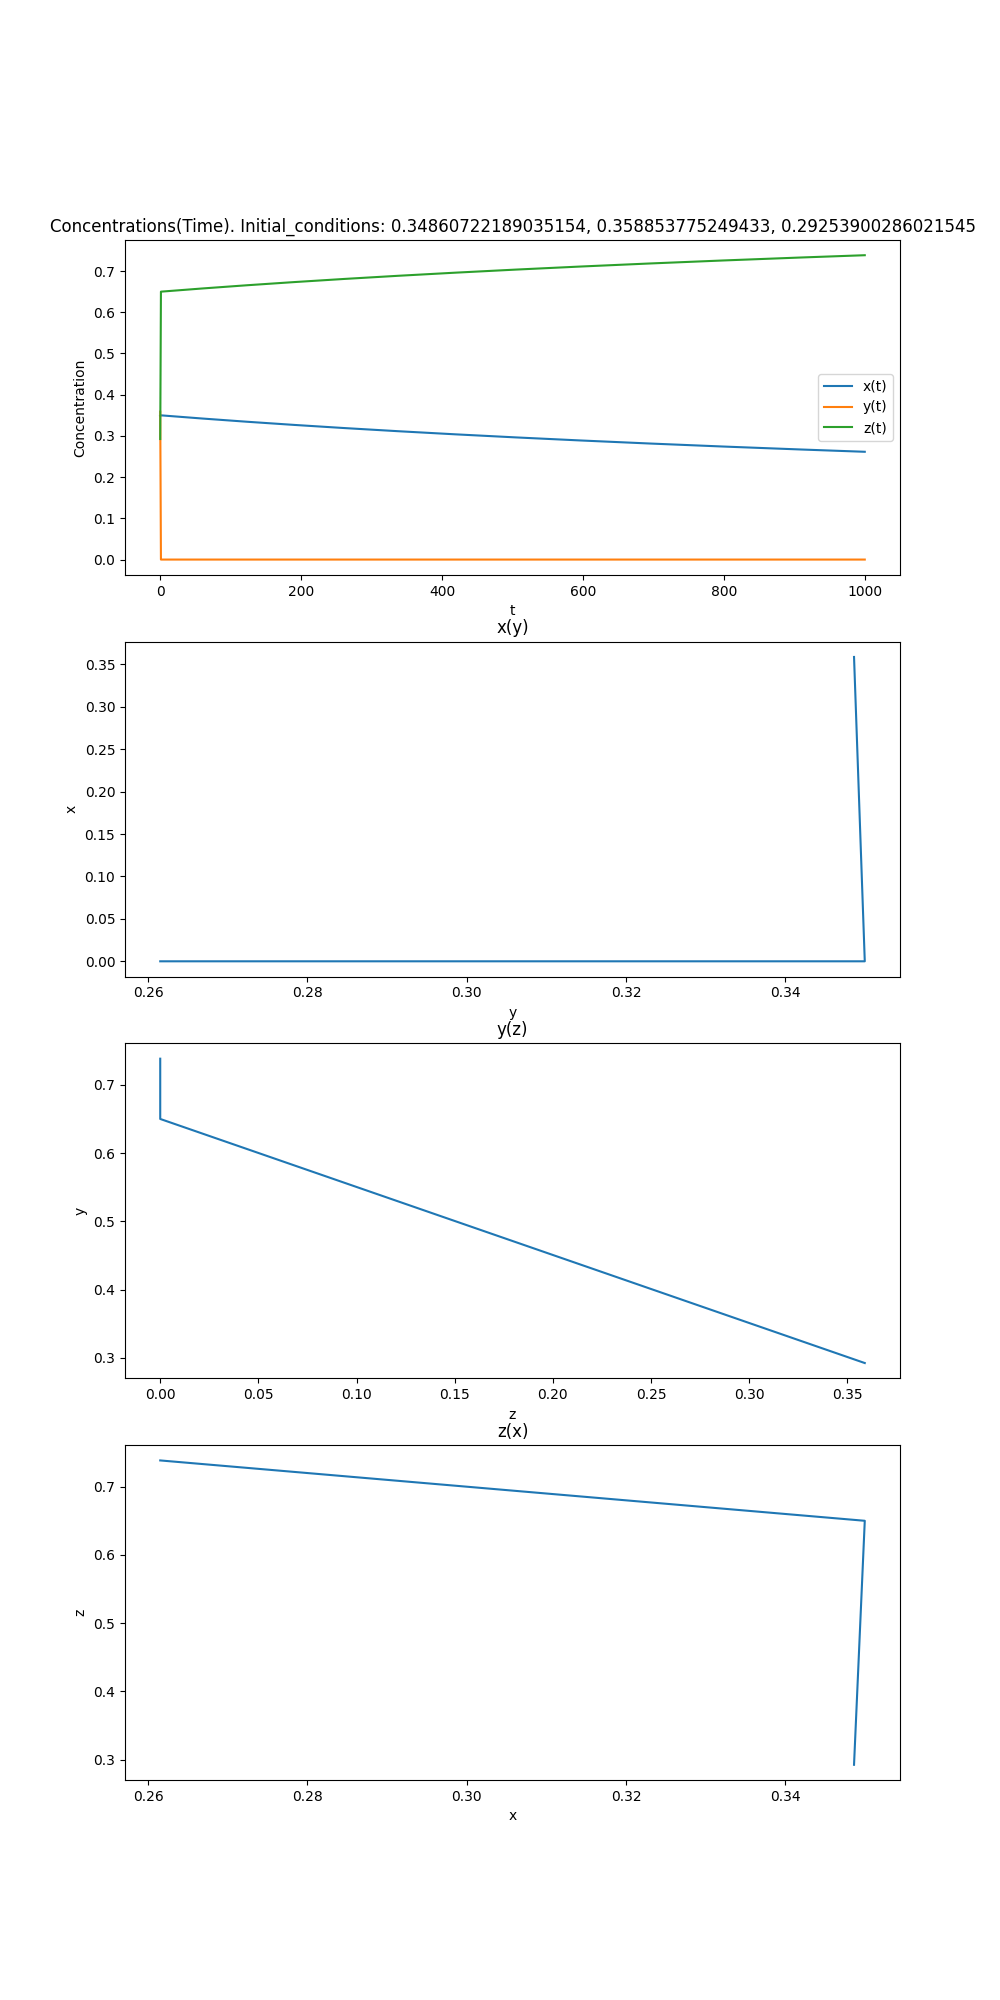 Concentrations(Time). Initial_conditions: 0.34860722189035154, 0.358853775249433, 0.29253900286021545
0.7
0.6
0.5
0.4
0.3
0.2
0.1
0.0
Concentration
x(t)
y(t)
z(t)
0 200 400 600 800 1000
t
x(y)
0.35
0.30
0.25
0.20
0.15
0.10
0.05
0.00
x
0.26 0.28 0.30 0.32 0.34
y
y(z)
0.7
0.6
0.5
0.4
0.3
y
0.00 0.05 0.10 0.15 0.20 0.25 0.30 0.35
z
z(x)
0.7
0.6
0.5
0.4
0.3
z
0.26 0.28 0.30 0.32 0.34
x